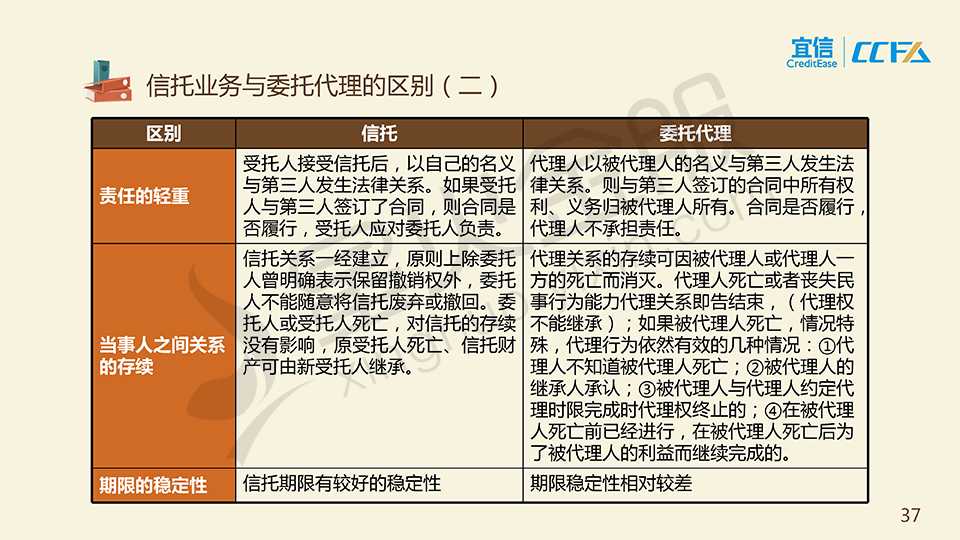 宜信
CreditEase
CCFA
信托业务与委托代理的区别（二）
区别
信托
委托代理
责任的轻重
受托人接受信托后，以自己的名义
与第三人发生法律关系。如果受托
人与第三人签订了合同，则合同是
否履行，受托人应对委托人负责。
代理人以被代理人的名义与第三人发生法
律关系。则与第三人签订的合同中所有权
利、义务归被代理人所有。合同是否履行，
代理人不承担责任。
当事人之间关系
的存续
信托关系一经建立，原则上除委托
人曾明确表示保留撤销权外，委托
人不能随意将信托废弃或撤回。委
托人或受托人死亡，对信托的存续
没有影响，原受托人死亡、信托财
产可由新受托人继承。
代理关系的存续可因被代理人或代理人一
方的死亡而消灭。代理人死亡或者丧失民
事行为能力代理关系即告结束，（代理权
不能继承）；如果被代理人死亡，情况特
殊，代理行为依然有效的几种情况：①代
理人不知道被代理人死亡；②被代理人的
继承人承认；③被代理人与代理人约定代
理时限完成时代理权终止的；④在被代理
人死亡前已经进行，在被代理人死亡后为
了被代理人的利益而继续完成的。
期限的稳定性
信托期限有较好的稳定性
期限稳定性相对较差
37